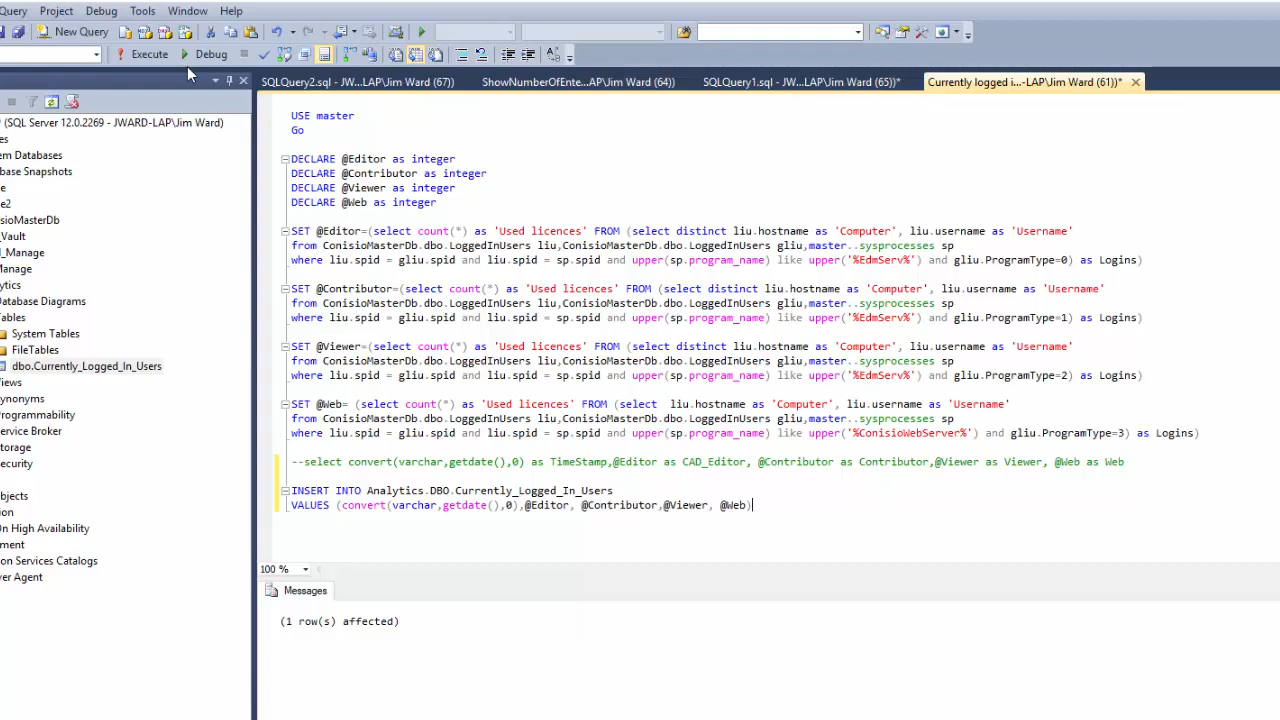 Query Project Debug Tools Window Help
New Query
Execute Debug
SQLQuery2.sql - JW...LAP\Jim Ward (67)) ShowNumberOfEnte...AP\Jim Ward (64)) SQLQuery1.sql - JW...LAP\Jim Ward (65))* Currently logged i...-LAP\Jim Ward (61))*
(SQL Server 12.0.2269 - JWARD-LAP\Jim Ward)
es
em Databases
base Snapshots
e
e2
sioMasterDb
_Vault
l_Manage
Manage
ytics
Database Diagrams
Tables
System Tables
FileTables
dbo.Currently_Logged_In_Users
iews
ynonyms
rogrammability
ervice Broker
torage
ecurity
bjects
ion
On High Availability
ement
on Services Catalogs
ver Agent
USE master
Go
DECLARE @Editor as integer
DECLARE @Contributor as integer
DECLARE @Viewer as integer
DECLARE @Web as integer
SET @Editor=(select count(*) as 'Used licences' FROM (select distinct liu.hostname as 'Computer', liu.username as 'Username'
from ConisioMasterDb.dbo.LoggedInUsers liu,ConisioMasterDb.dbo.LoggedInUsers gliu,master..sysprocesses sp
where liu.spid = gliu.spid and liu.spid = sp.spid and upper(sp.program_name) like upper('%EdmServ%') and gliu.ProgramType=0) as Logins)
SET @Contributor=(select count(*) as 'Used licences' FROM (select distinct liu.hostname as 'Computer', liu.username as 'Username'
from ConisioMasterDb.dbo.LoggedInUsers liu,ConisioMasterDb.dbo.LoggedInUsers gliu,master..sysprocesses sp
where liu.spid = gliu.spid and liu.spid = sp.spid and upper(sp.program_name) like upper('%EdmServ%') and gliu.ProgramType=1) as Logins)
SET @Viewer=(select count(*) as 'Used licences' FROM (select distinct liu.hostname as 'Computer', liu.username as 'Username'
from ConisioMasterDb.dbo.LoggedInUsers liu,ConisioMasterDb.dbo.LoggedInUsers gliu,master..sysprocesses sp
where liu.spid = gliu.spid and liu.spid = sp.spid and upper(sp.program_name) like upper('%EdmServ%') and gliu.ProgramType=2) as Logins)
SET @Web= (select count(*) as 'Used licences' FROM (select  liu.hostname as 'Computer', liu.username as 'Username'
from ConisioMasterDb.dbo.LoggedInUsers liu,ConisioMasterDb.dbo.LoggedInUsers gliu,master..sysprocesses sp
where liu.spid = gliu.spid and liu.spid = sp.spid and upper(sp.program_name) like upper('%ConisioWebServer%') and gliu.ProgramType=3) as Logins)
--select convert(varchar,getdate(),0) as TimeStamp,@Editor as CAD_Editor, @Contributor as Contributor,@Viewer as Viewer, @Web as Web
INSERT INTO Analytics.DBO.Currently_Logged_In_Users
VALUES (convert(varchar,getdate(),0),@Editor, @Contributor,@Viewer, @Web)
100 %
Messages
(1 row(s) affected)